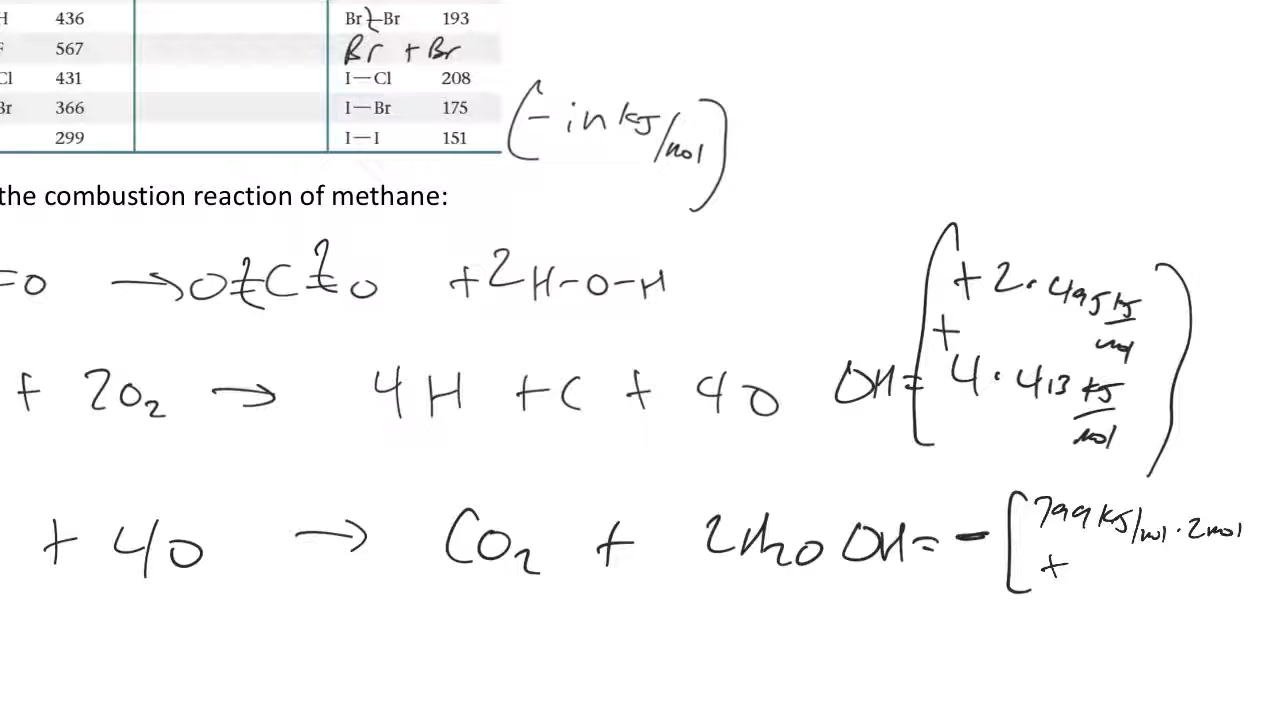 H 436 Br–Br 193
F 567 Br + Br
Cl 431 I—Cl 208
Br 366 I—Br 175
299 I—I 151
(– in kJ/mol)
the combustion reaction of methane:
=O → O=C=O + 2H-O-H
+ 2O₂ → 4H + C + 4O ΔH = (+ 2 · 495 kJ/mol + 4 · 413 kJ/mol)
+ 4O → CO₂ + 2H₂O ΔH = - [799 kJ/mol · 2mol +